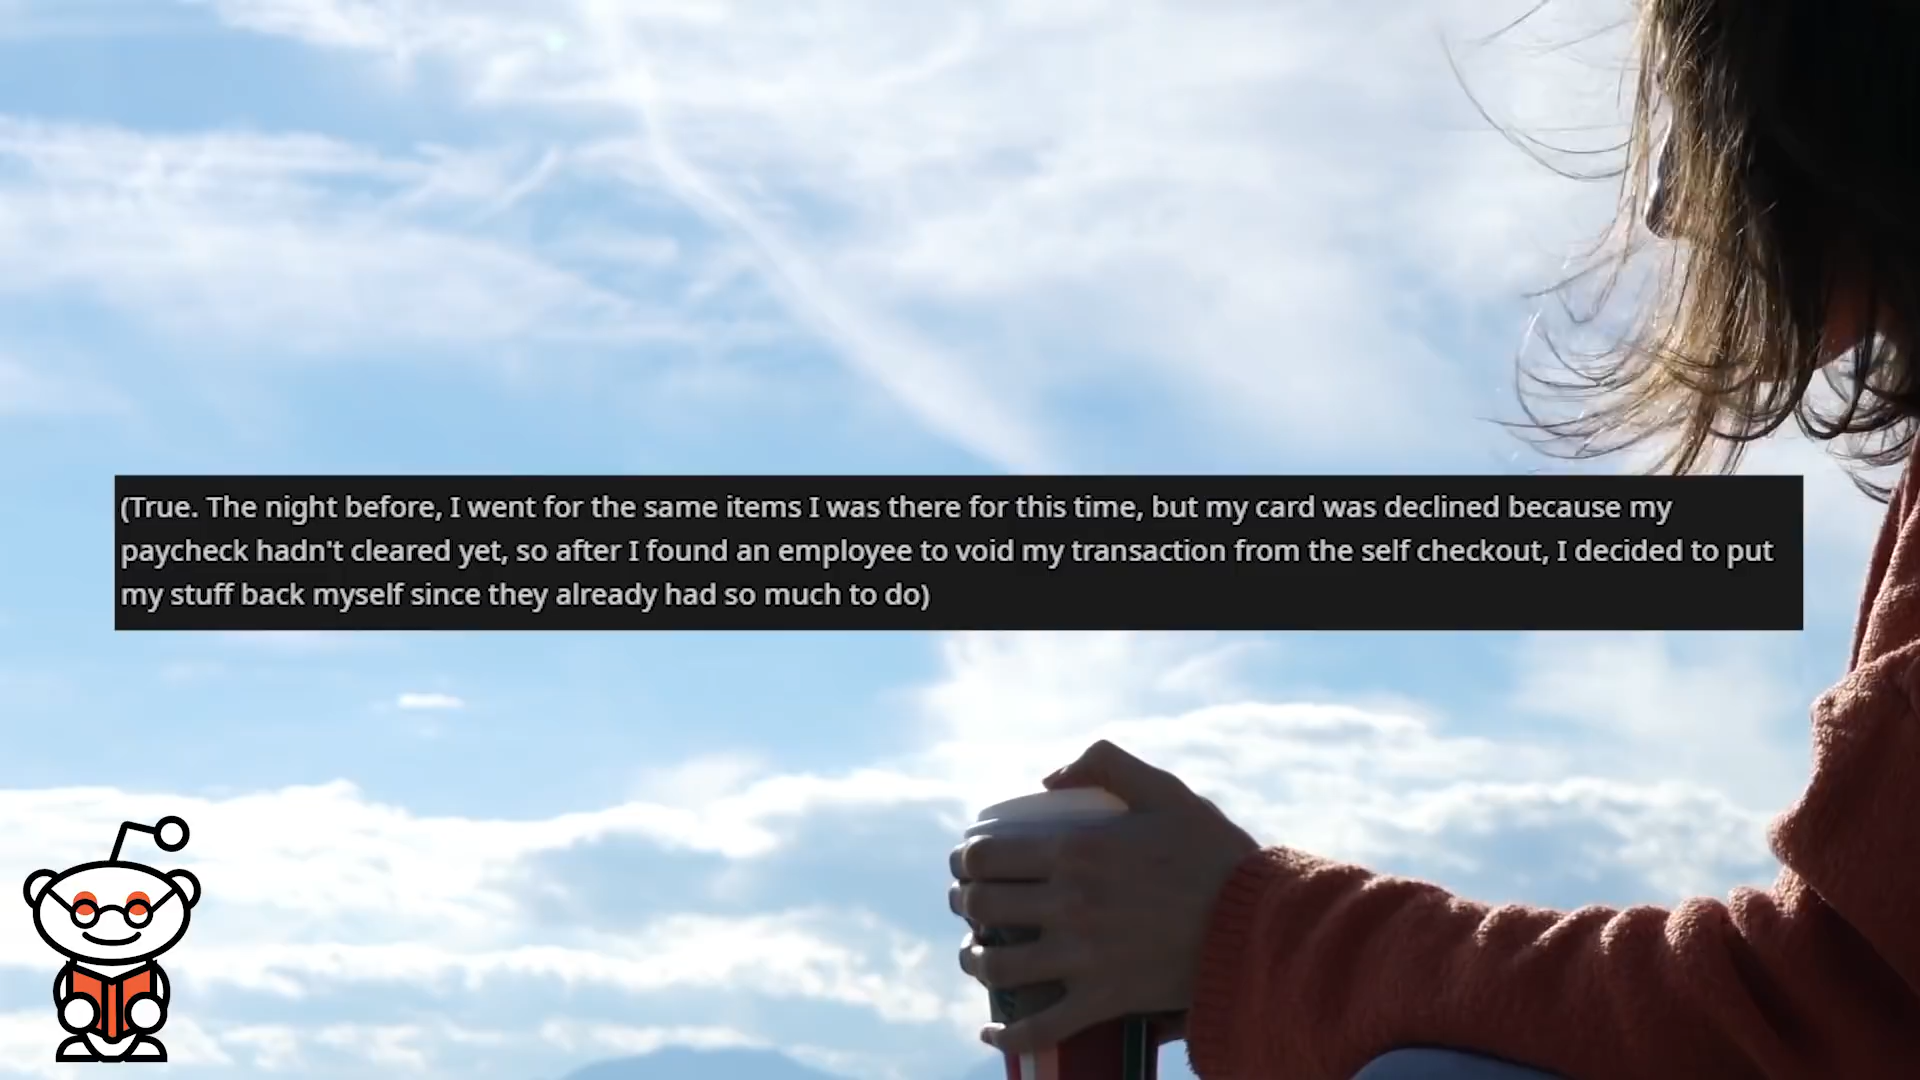 (True. The night before, I went for the same items I was there for this time, but my card was declined because my
paycheck hadn't cleared yet, so after I found an employee to void my transaction from the self checkout, I decided to put
my stuff back myself since they already had so much to do)